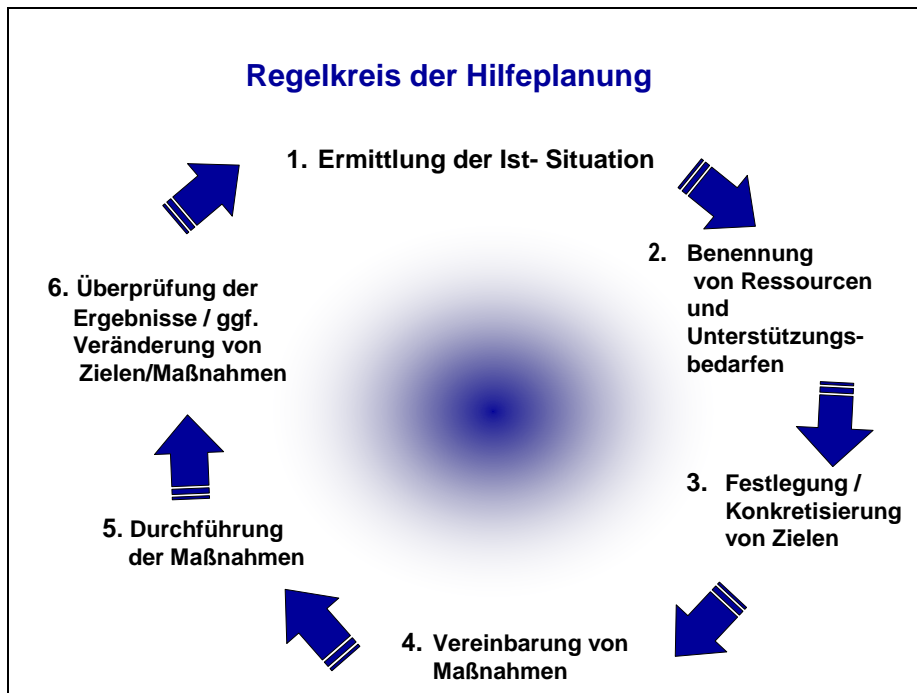 Regelkreis der Hilfeplanung
1. Ermittlung der Ist- Situation
2. Benennung
von Ressourcen
und
Unterstützungs-
bedarfen
3. Festlegung /
Konkretisierung
von Zielen
4. Vereinbarung von
Maßnahmen
5. Durchführung
der Maßnahmen
6. Überprüfung der
Ergebnisse / ggf.
Veränderung von
Zielen/Maßnahmen